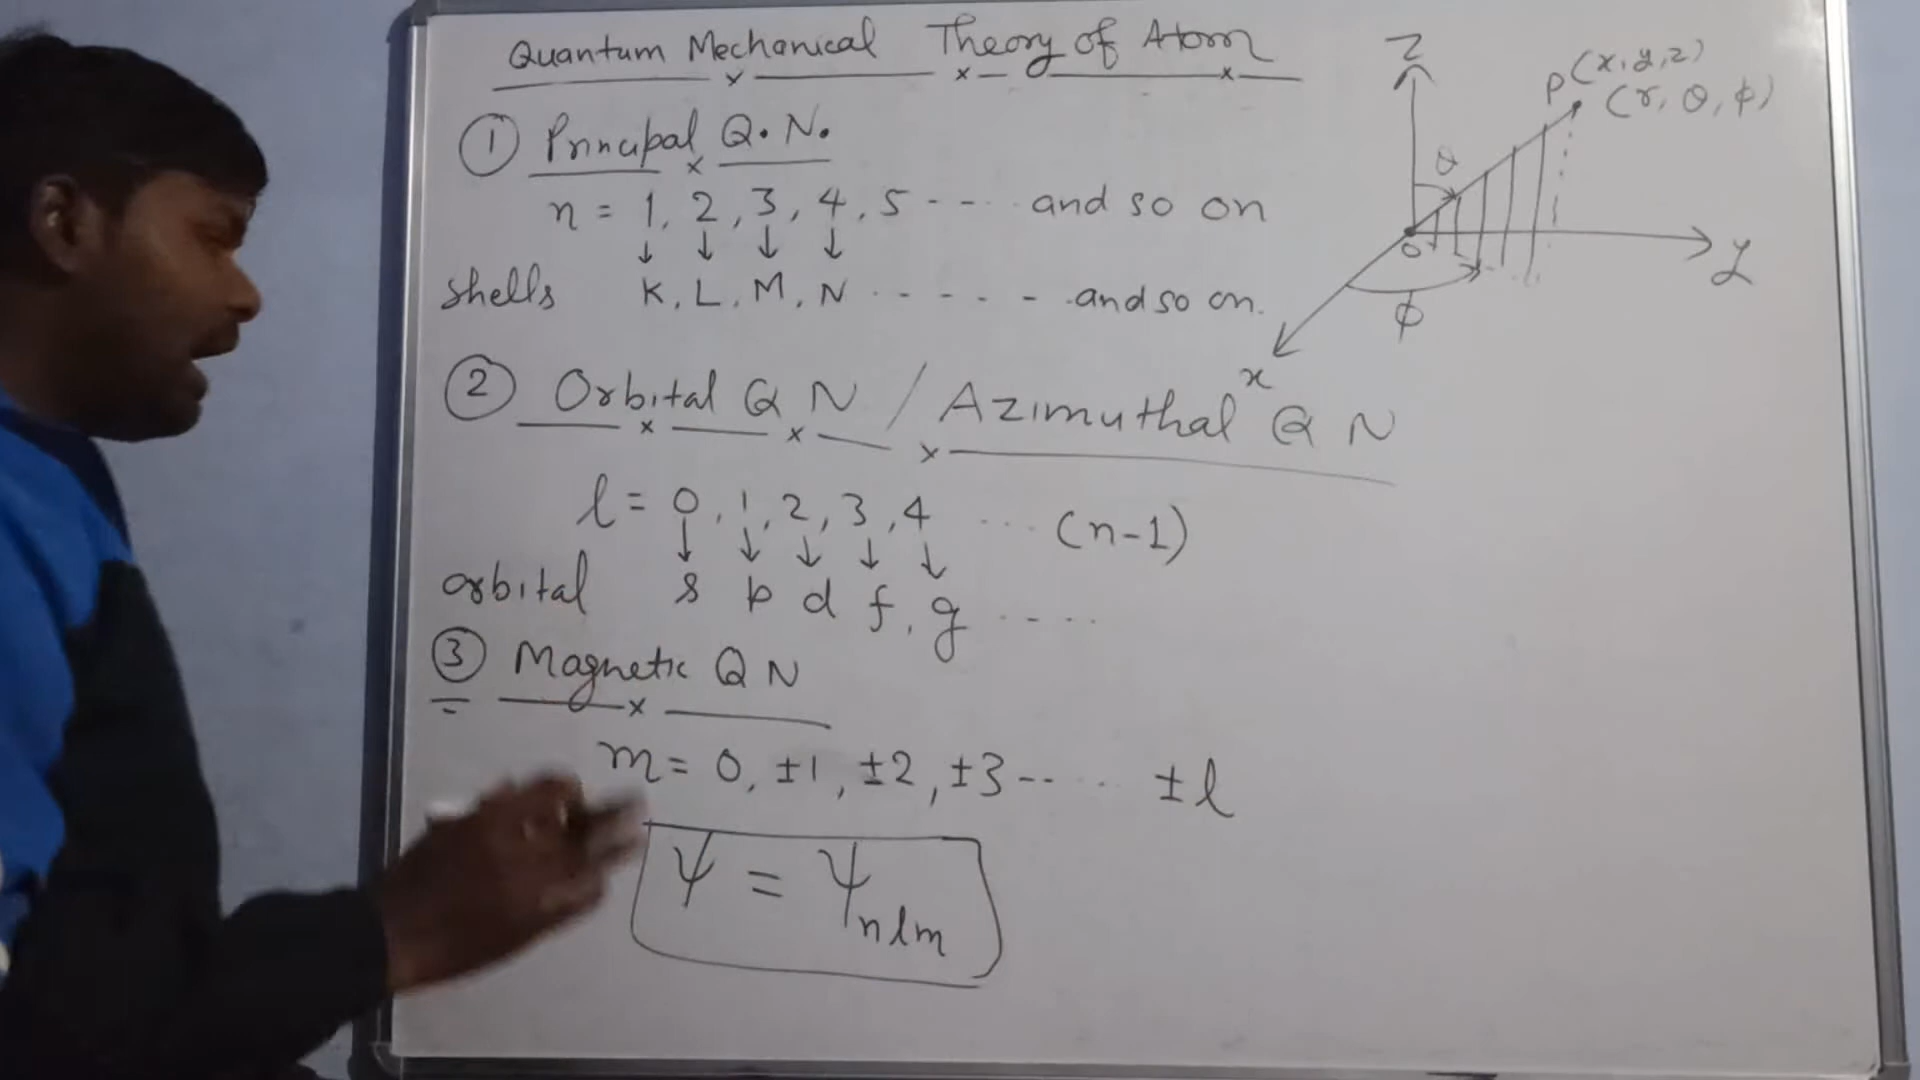 Quantum Mechanical Theory of Atom
① Principal Q.N.
n = 1, 2, 3, 4, 5 --- and so on
↓ ↓ ↓ ↓
shells K, L, M, N ----- and so on.
② Orbital Q N / Azimuthal Q N
l = 0, 1, 2, 3, 4 ..... (n-1)
↓ ↓ ↓ ↓ ↓
orbital s p d f, g .....
③ Magnetic Q N
m = 0, ±1, ±2, ±3 ----- ±l
ψ = ψnlm
Z
P (x, y, z)
(r, θ, φ)
θ
O
y
φ
x